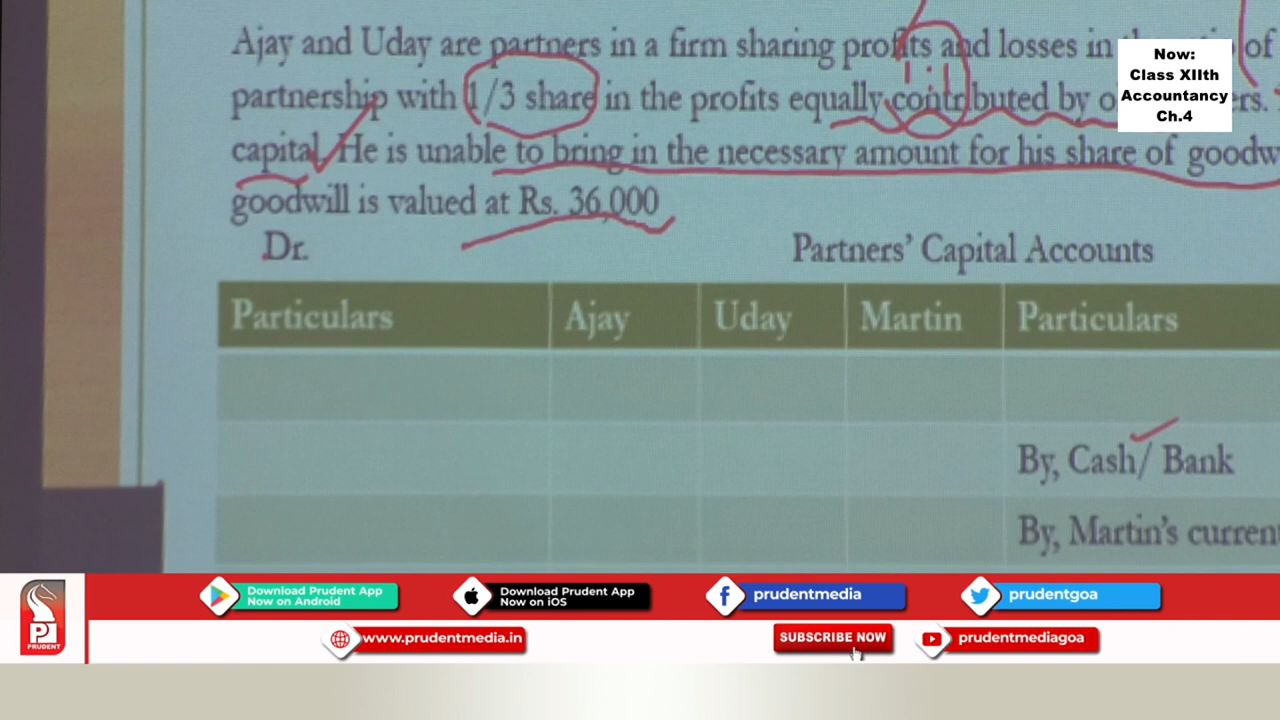 Ajay and Uday are partners in a firm sharing profits and losses in of
partnership with 1/3 share in the profits equally contributed by
capital. He is unable to bring in the necessary amount for his share of
goodwill is valued at Rs. 36,000
Now:
Class XIIth
Accountancy
Ch.4
Dr. Partners' Capital Accounts
Particulars Ajay Uday Martin Particulars
By, Cash/ Bank
By, Martin's
Download Prudent App
Now on Android
Download Prudent App
Now on iOS
prudentmedia
prudentgoa
PRUDENT
www.prudentmedia.in
SUBSCRIBE NOW
prudentmediagoa